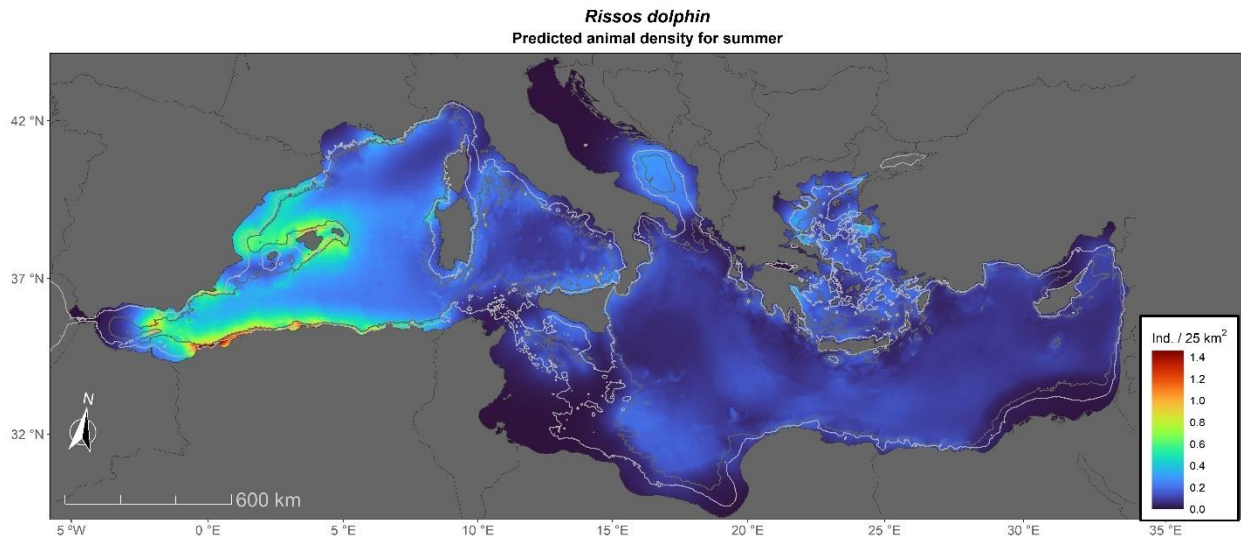 Rissos dolphin
Predicted animal density for summer
42 °N
37 °N
32 °N
N
600 km
5 °W
0 °E
5 °E
10 °E
15 °E
20 °E
25 °E
30 °E
35 °E
Ind. / 25 km²
1.4
1.2
1.0
0.8
0.6
0.4
0.2
0.0